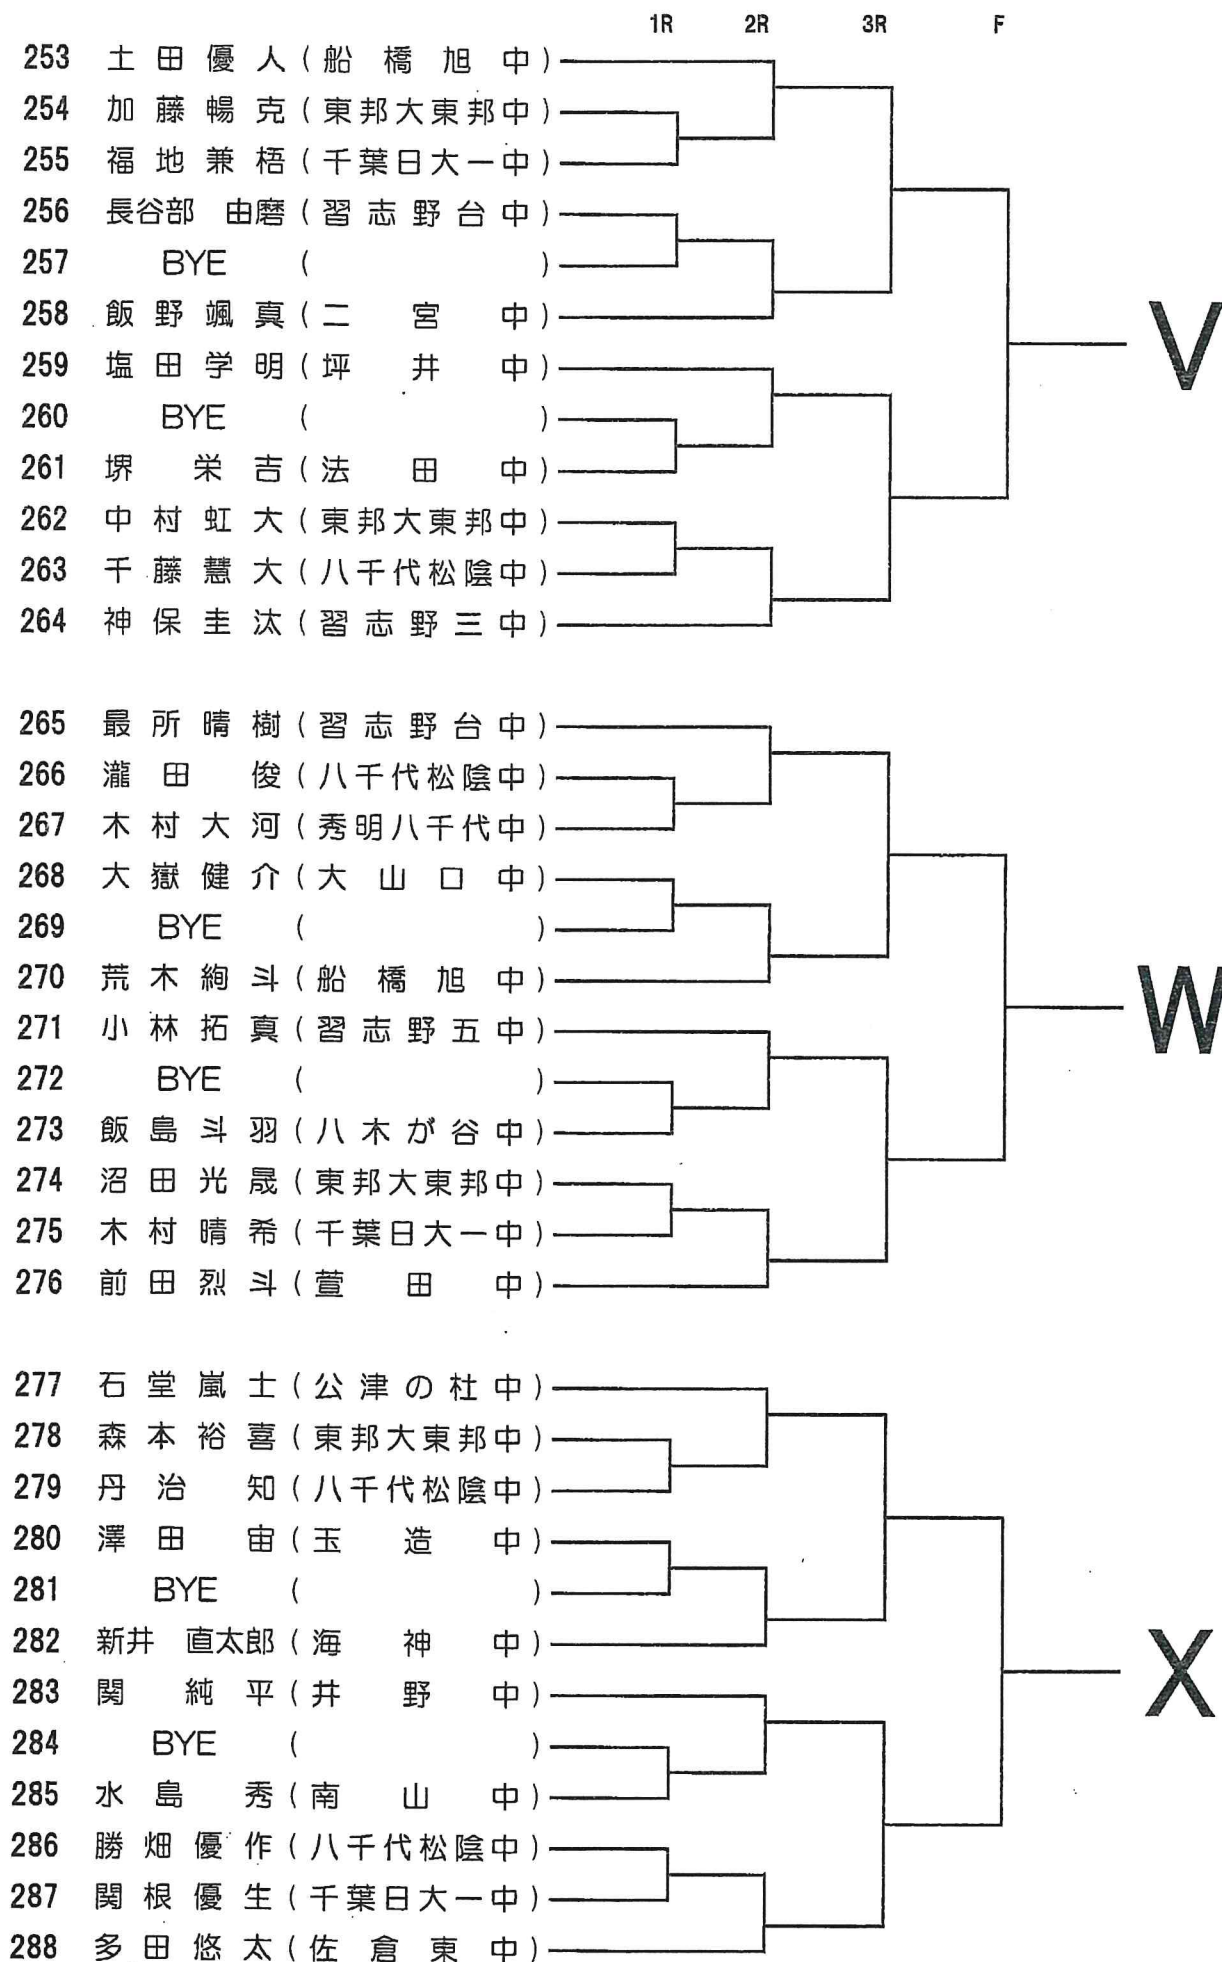 1R 2R 3R F
253 土田優人(船橋旭中)
254 加藤暢克(東邦大東邦中)
255 福地兼梧(千葉日大一中)
256 長谷部 由磨(習志野台中)
257 BYE ( )
258 飯野颯真(二宮中)
V
259 塩田学明(坪井中)
260 BYE ( )
261 堺栄吉(法田中)
262 中村虹大(東邦大東邦中)
263 千藤慧大(八千代松陰中)
264 神保圭汰(習志野三中)
265 最所晴樹(習志野台中)
266 瀧田俊(八千代松陰中)
267 木村大河(秀明八千代中)
268 大嶽健介(大山口中)
269 BYE ( )
270 荒木絢斗(船橋旭中)
W
271 小林拓真(習志野五中)
272 BYE ( )
273 飯島斗羽(八木が谷中)
274 沼田光晟(東邦大東邦中)
275 木村晴希(千葉日大一中)
276 前田烈斗(萱田中)
277 石堂嵐士(公津の杜中)
278 森本裕喜(東邦大東邦中)
279 丹治知(八千代松陰中)
280 澤田宙(玉造中)
281 BYE ( )
282 新井 直太郎(海神中)
X
283 関純平(井野中)
284 BYE ( )
285 水島秀(南山中)
286 勝畑優作(八千代松陰中)
287 関根優生(千葉日大一中)
288 多田悠太(佐倉東中)